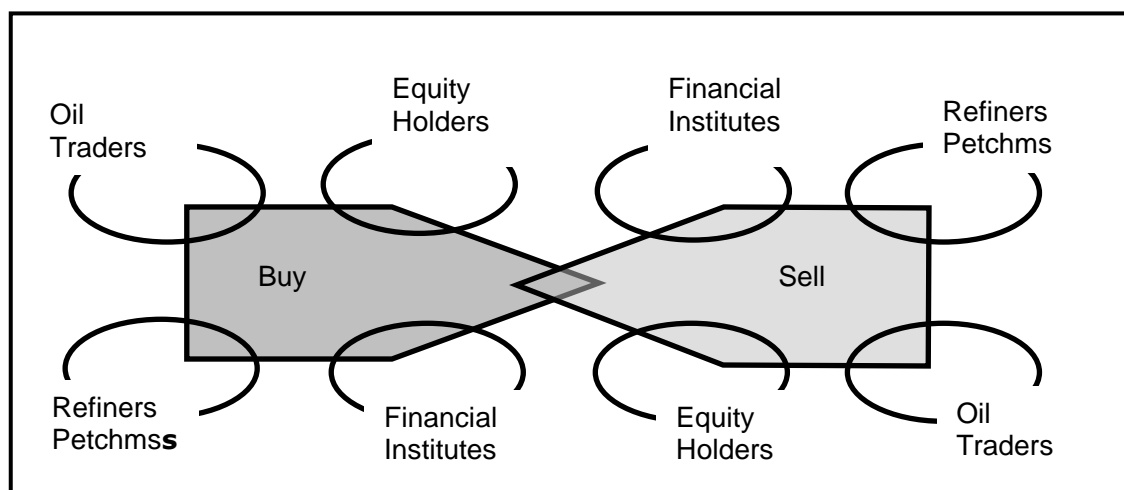 Oil
Traders
Equity
Holders
Financial
Institutes
Refiners
Petchms
Buy
Sell
Refiners
Petchmss
Financial
Institutes
Equity
Holders
Oil
Traders